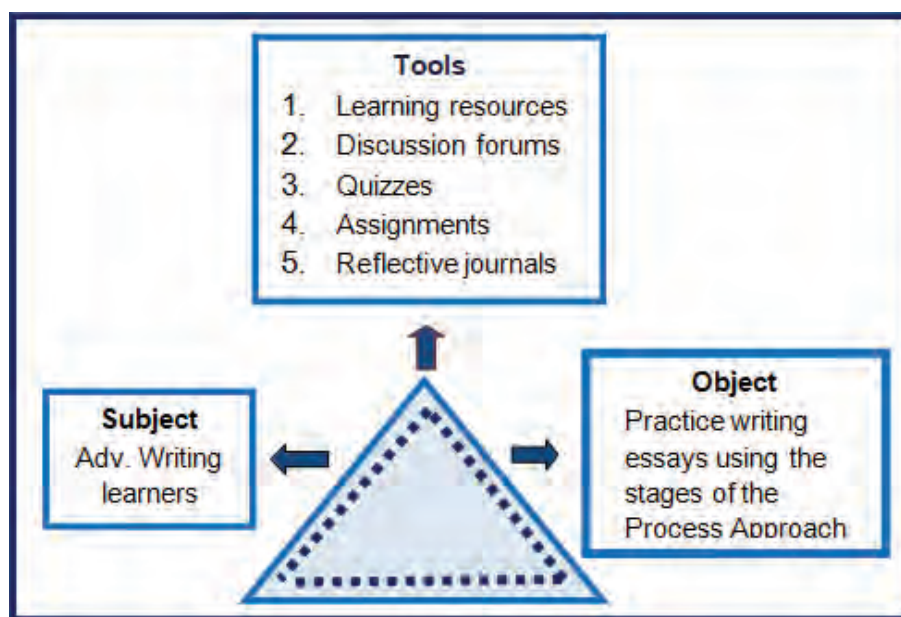 Tools
1. Learning resources
2. Discussion forums
3. Quizzes
4. Assignments
5. Reflective journals
Subject
Adv. Writing
learners
Object
Practice writing
essays using the
stages of the
Process Approach